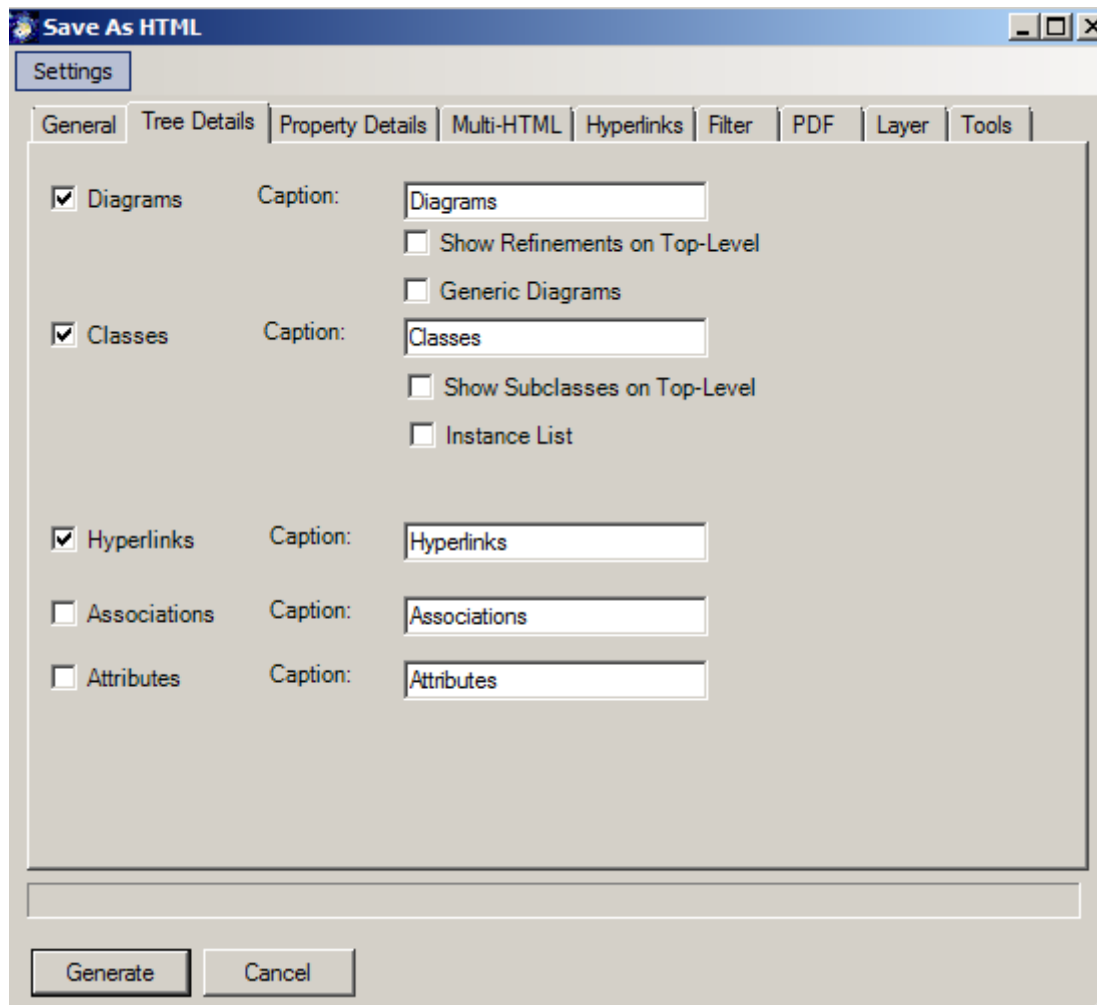 Save As HTML
Settings
General Tree Details Property Details Multi-HTML Hyperlinks Filter PDF Layer Tools
Diagrams Caption: Diagrams
Show Refinements on Top-Level
Generic Diagrams
Classes Caption: Classes
Show Subclasses on Top-Level
Instance List
Hyperlinks Caption: Hyperlinks
Associations Caption: Associations
Attributes Caption: Attributes
Generate Cancel